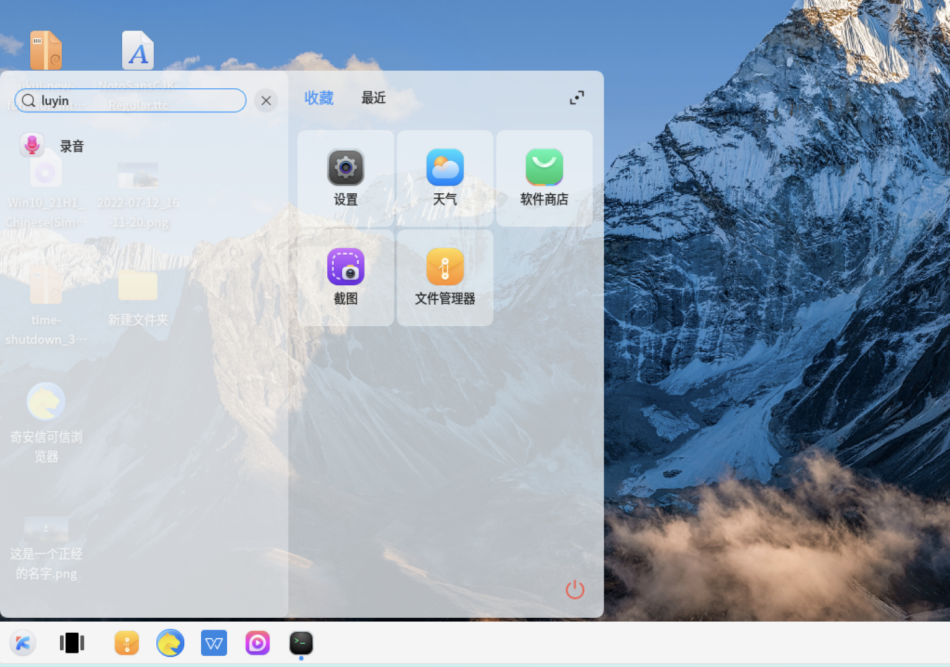 luyin
收藏
最近
录音
设置
天气
软件商店
截图
文件管理器
2022-07-12_16-
11-20.png
time-
shutdown_3···
新建文件夹
奇安信可信浏
览器
这是一个正经
的名字.png